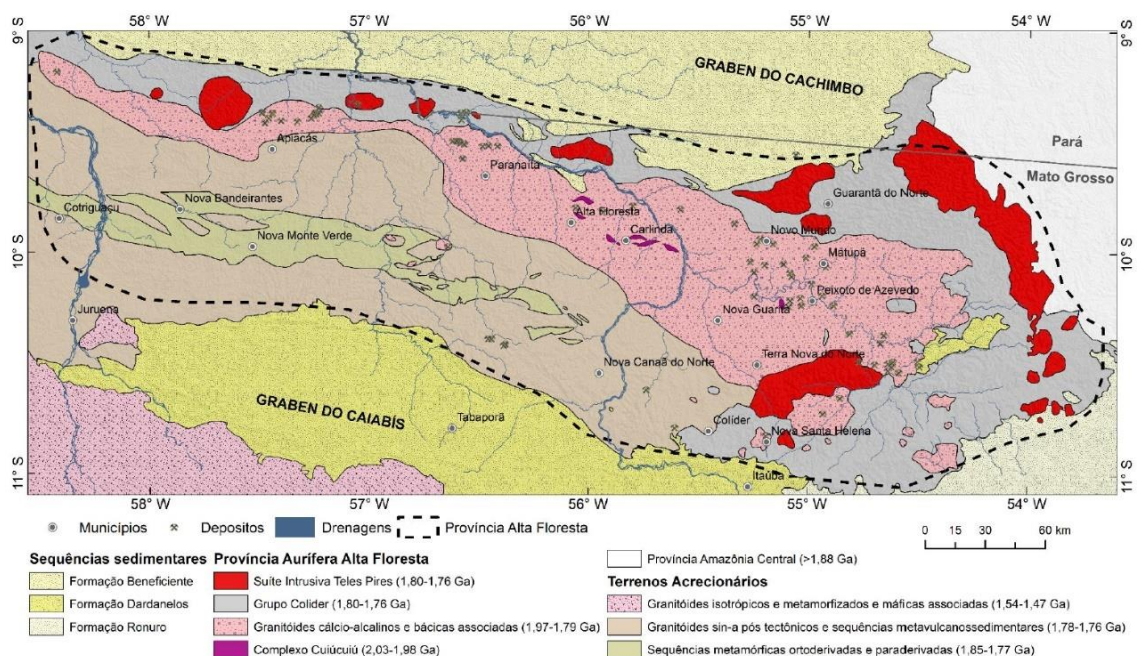 58° W 57° W 56° W 55° W 54° W
9° S 9° S
GRABEN DO CACHIMBO
Pará
Mato Grosso
Apiacás
Paranaíta
Guarantã do Norte
Nova Bandeirantes
Cotriguaçu
Alta Floresta
Carlinda
Novo Mundo
Nova Monte Verde
10° S 10° S
Matupá
Peixoto de Azevedo
Juruena
Nova Guarita
Nova Canaã do Norte
Terra Nova do Norte
GRABEN DO CAIABÍS
Tabaporã
Colíder
Nova Santa Helena
Itaúba
11° S 11° S
58° W 57° W 56° W 55° W 54° W
Municípios Depositos Drenagens Província Alta Floresta
0 15 30 60 km
Sequências sedimentares
Formação Beneficiente
Formação Dardanelos
Formação Ronuro
Província Aurífera Alta Floresta
Suíte Intrusiva Teles Pires (1,80-1,76 Ga)
Grupo Colider (1,80-1,76 Ga)
Granitóides cálcio-alcalinos e bácicas associadas (1,97-1,79 Ga)
Complexo Cuiúcuiú (2,03-1,98 Ga)
Província Amazônia Central (>1,88 Ga)
Terrenos Acrecionários
Granitóides isotrópicos e metamorfizados e máficas associadas (1,54-1,47 Ga)
Granitóides sin-a pós tectônicos e sequências metavulcanossedimentares (1,78-1,76 Ga)
Sequências metamórficas ortoderivadas e paraderivadas (1,85-1,77 Ga)